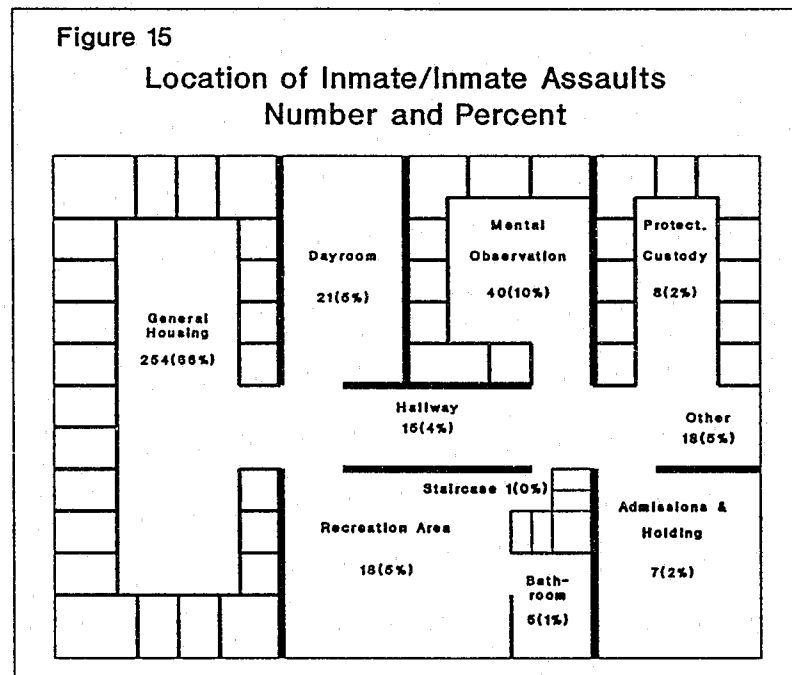 Figure 15
Location of Inmate/Inmate Assaults
Number and Percent
General
Housing
254(66%)
Dayroom
21(5%)
Mental
Observation
40(10%)
Protect.
Custody
8(2%)
Hallway
15(4%)
Other
18(5%)
Staircase 1(0%)
Recreation Area
18(5%)
Bath-
room
5(1%)
Admissions &
Holding
7(2%)